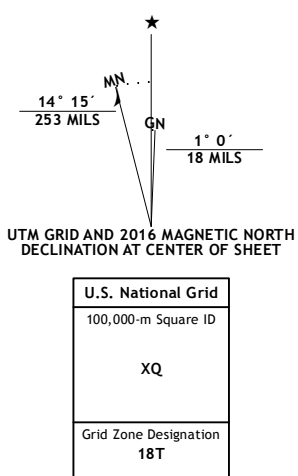 ★
MN
14° 15´
253 MILS
GN
1° 0´
18 MILS
UTM GRID AND 2016 MAGNETIC NORTH
DECLINATION AT CENTER OF SHEET
U.S. National Grid
100,000-m Square ID
XQ
Grid Zone Designation
18T